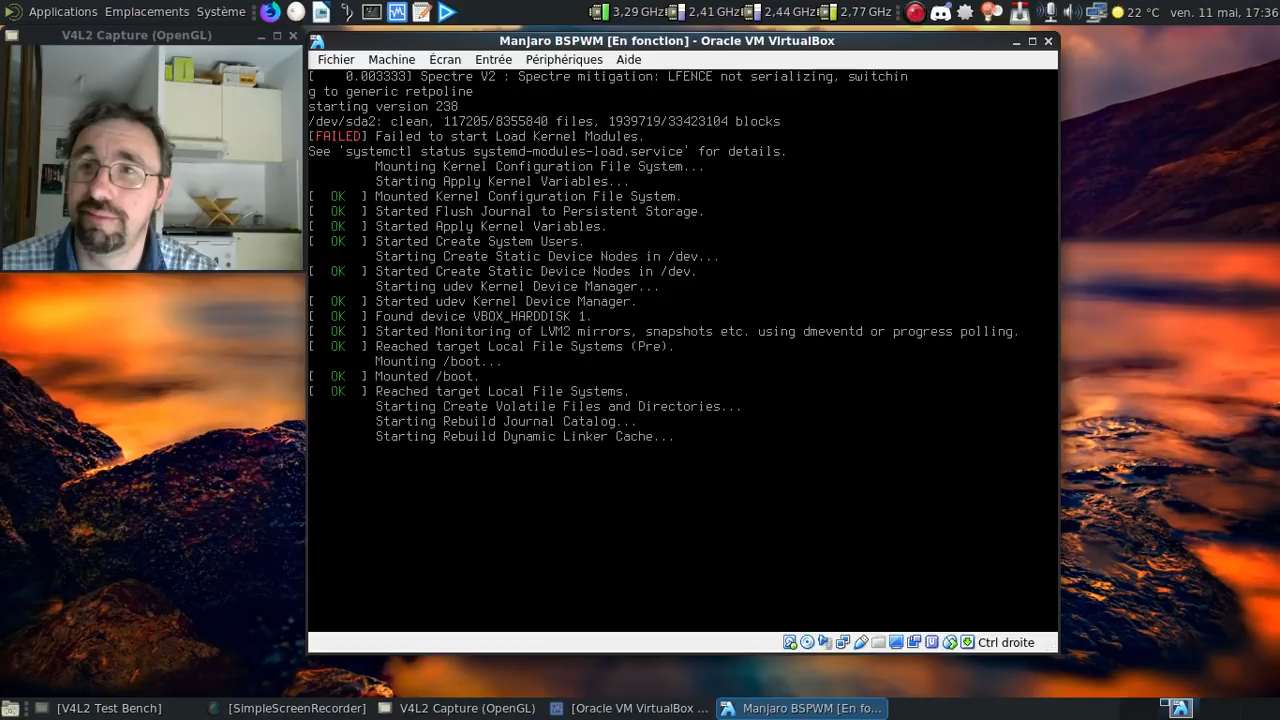 Applications Emplacements Système
3,29 GHz 2,41 GHz 2,44 GHz 2,77 GHz 22 °C ven. 11 mai, 17:36
V4L2 Capture (OpenGL)
ManJaro BSPWM [En fonction] - Oracle VM VirtualBox
Fichier Machine Écran Entrée Périphériques Aide
[    0.003333] Spectre V2 : Spectre mitigation: LFENCE not serializing, switchin
g to generic retpoline
starting version 238
/dev/sda2: clean, 117205/8355840 files, 1939719/33423104 blocks
[FAILED] Failed to start Load Kernel Modules.
See 'systemctl status systemd-modules-load.service' for details.
Mounting Kernel Configuration File System...
Starting Apply Kernel Variables...
[  OK  ] Mounted Kernel Configuration File System.
[  OK  ] Started Flush Journal to Persistent Storage.
[  OK  ] Started Apply Kernel Variables.
[  OK  ] Started Create System Users.
Starting Create Static Device Nodes in /dev...
[  OK  ] Started Create Static Device Nodes in /dev.
Starting udev Kernel Device Manager...
[  OK  ] Started udev Kernel Device Manager.
[  OK  ] Found device VBOX_HARDDISK 1.
[  OK  ] Started Monitoring of LVM2 mirrors, snapshots etc. using dmeventd or progress polling.
[  OK  ] Reached target Local File Systems (Pre).
Mounting /boot...
[  OK  ] Mounted /boot.
[  OK  ] Reached target Local File Systems.
Starting Create Volatile Files and Directories...
Starting Rebuild Journal Catalog...
Starting Rebuild Dynamic Linker Cache...
Ctrl droite
[V4L2 Test Bench] [SimpleScreenRecorder] V4L2 Capture (OpenGL) [Oracle VM VirtualBox ... ManJaro BSPWM [En fo...